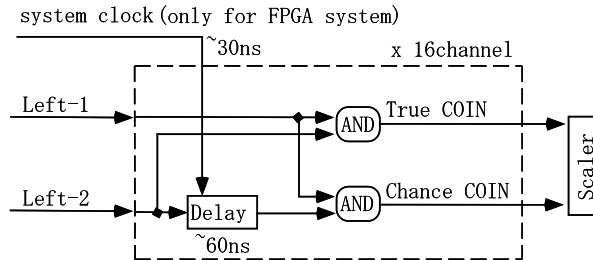 system clock(only for FPGA system)
~30ns
x 16channel
Left-1
AND
True COIN
Left-2
Delay
AND
Chance COIN
Scaler
~60ns